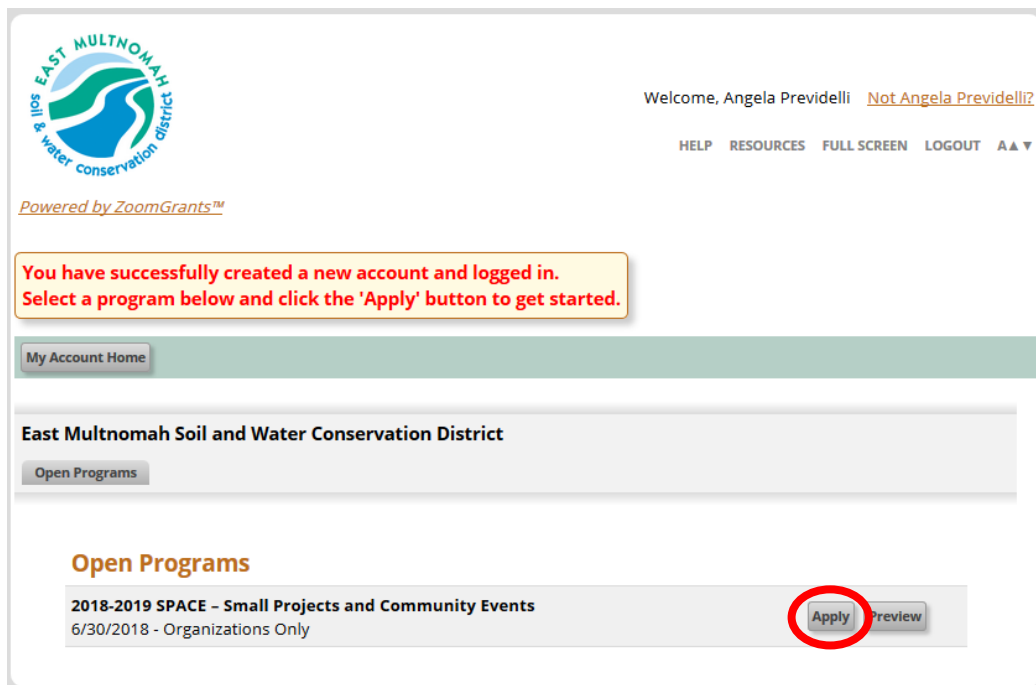 EAST MULTNOMAH
soil & water conservation district
Welcome, Angela Previdelli Not Angela Previdelli?
HELP RESOURCES FULL SCREEN LOGOUT A▲▼
Powered by ZoomGrants™
You have successfully created a new account and logged in.
Select a program below and click the 'Apply' button to get started.
My Account Home
East Multnomah Soil and Water Conservation District
Open Programs
Open Programs
2018-2019 SPACE – Small Projects and Community Events
6/30/2018 - Organizations Only
Apply Preview